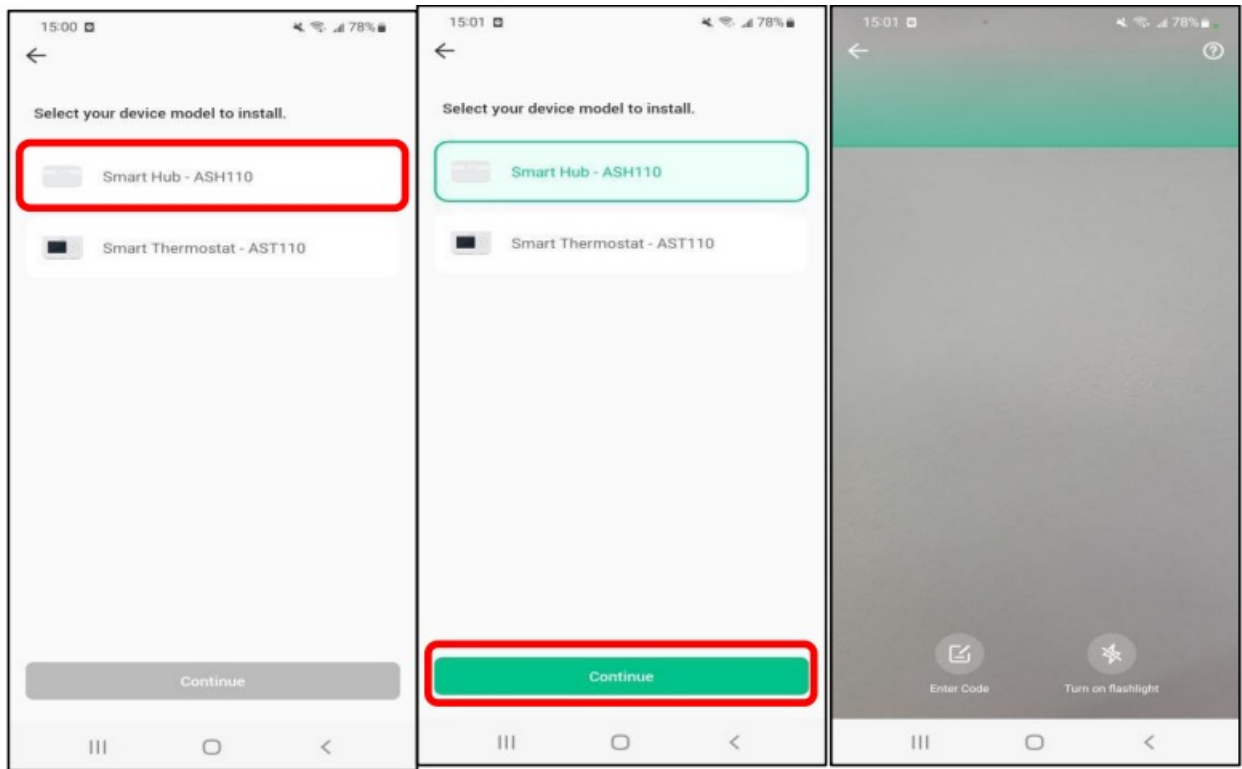 15:00
78%
Select your device model to install.
Smart Hub - ASH110
Smart Thermostat - AST110
Continue
15:01
78%
Select your device model to install.
Smart Hub - ASH110
Smart Thermostat - AST110
Continue
15:01
78%
Enter Code
Turn on flashlight